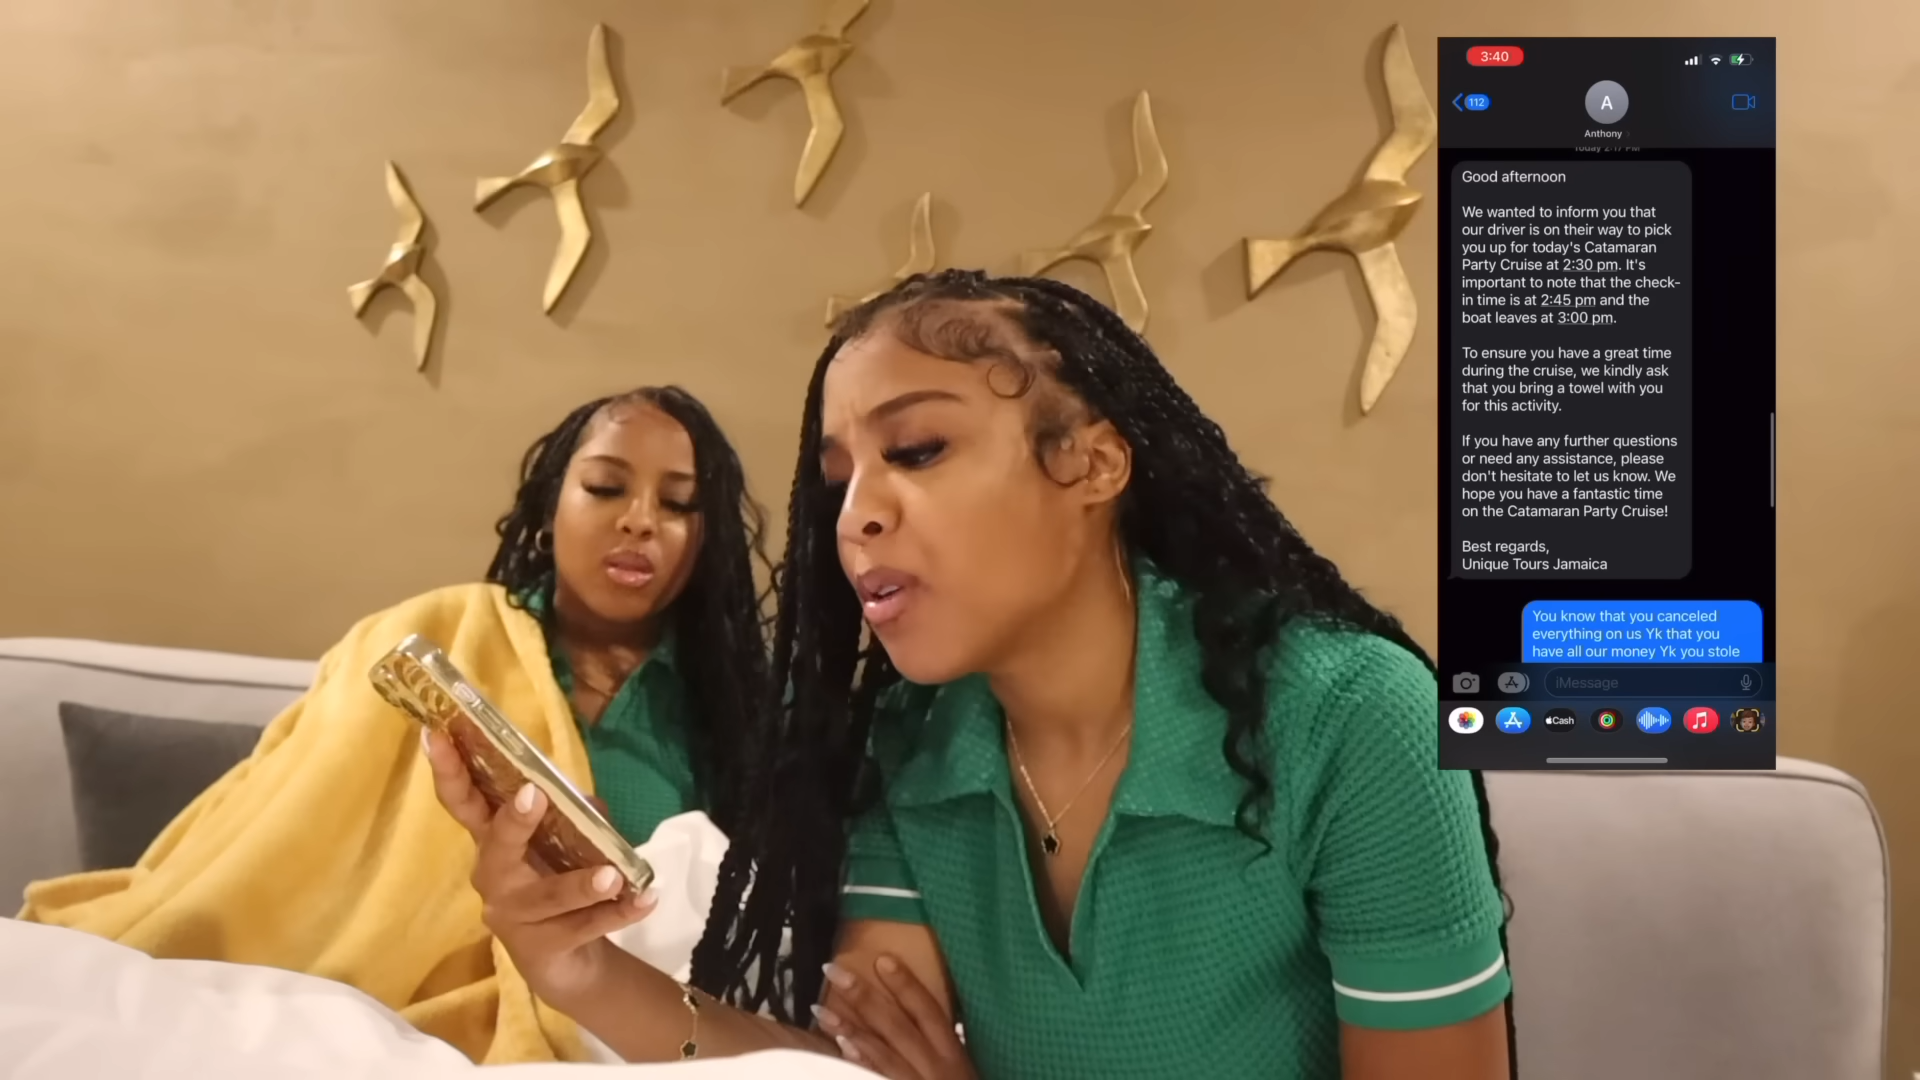 3:40
112
A
Anthony
Today 2:17 PM
Good afternoon
We wanted to inform you that
our driver is on their way to pick
you up for today's Catamaran
Party Cruise at 2:30 pm. It's
important to note that the check-
in time is at 2:45 pm and the
boat leaves at 3:00 pm.
To ensure you have a great time
during the cruise, we kindly ask
that you bring a towel with you
for this activity.
If you have any further questions
or need any assistance, please
don't hesitate to let us know. We
hope you have a fantastic time
on the Catamaran Party Cruise!
Best regards,
Unique Tours Jamaica
You know that you canceled
everything on us Yk that you
have all our money Yk you stole
iMessage
Cash